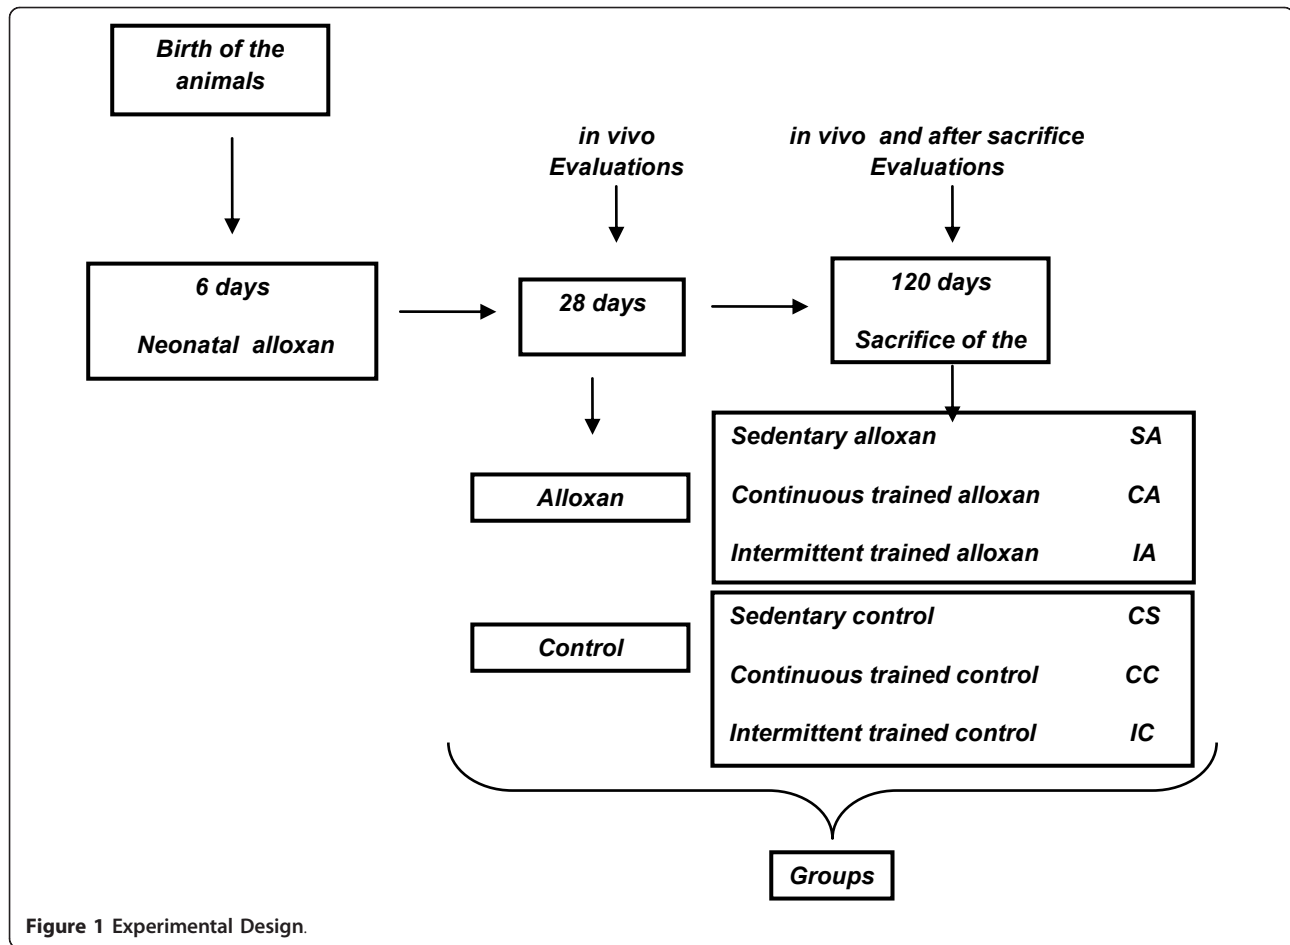 Birth of the
animals
in vivo
Evaluations
in vivo and after sacrifice
Evaluations
6 days
Neonatal alloxan
28 days
120 days
Sacrifice of the
Alloxan
Sedentary alloxan SA
Continuous trained alloxan CA
Intermittent trained alloxan IA
Control
Sedentary control CS
Continuous trained control CC
Intermittent trained control IC
Groups
Figure 1 Experimental Design.